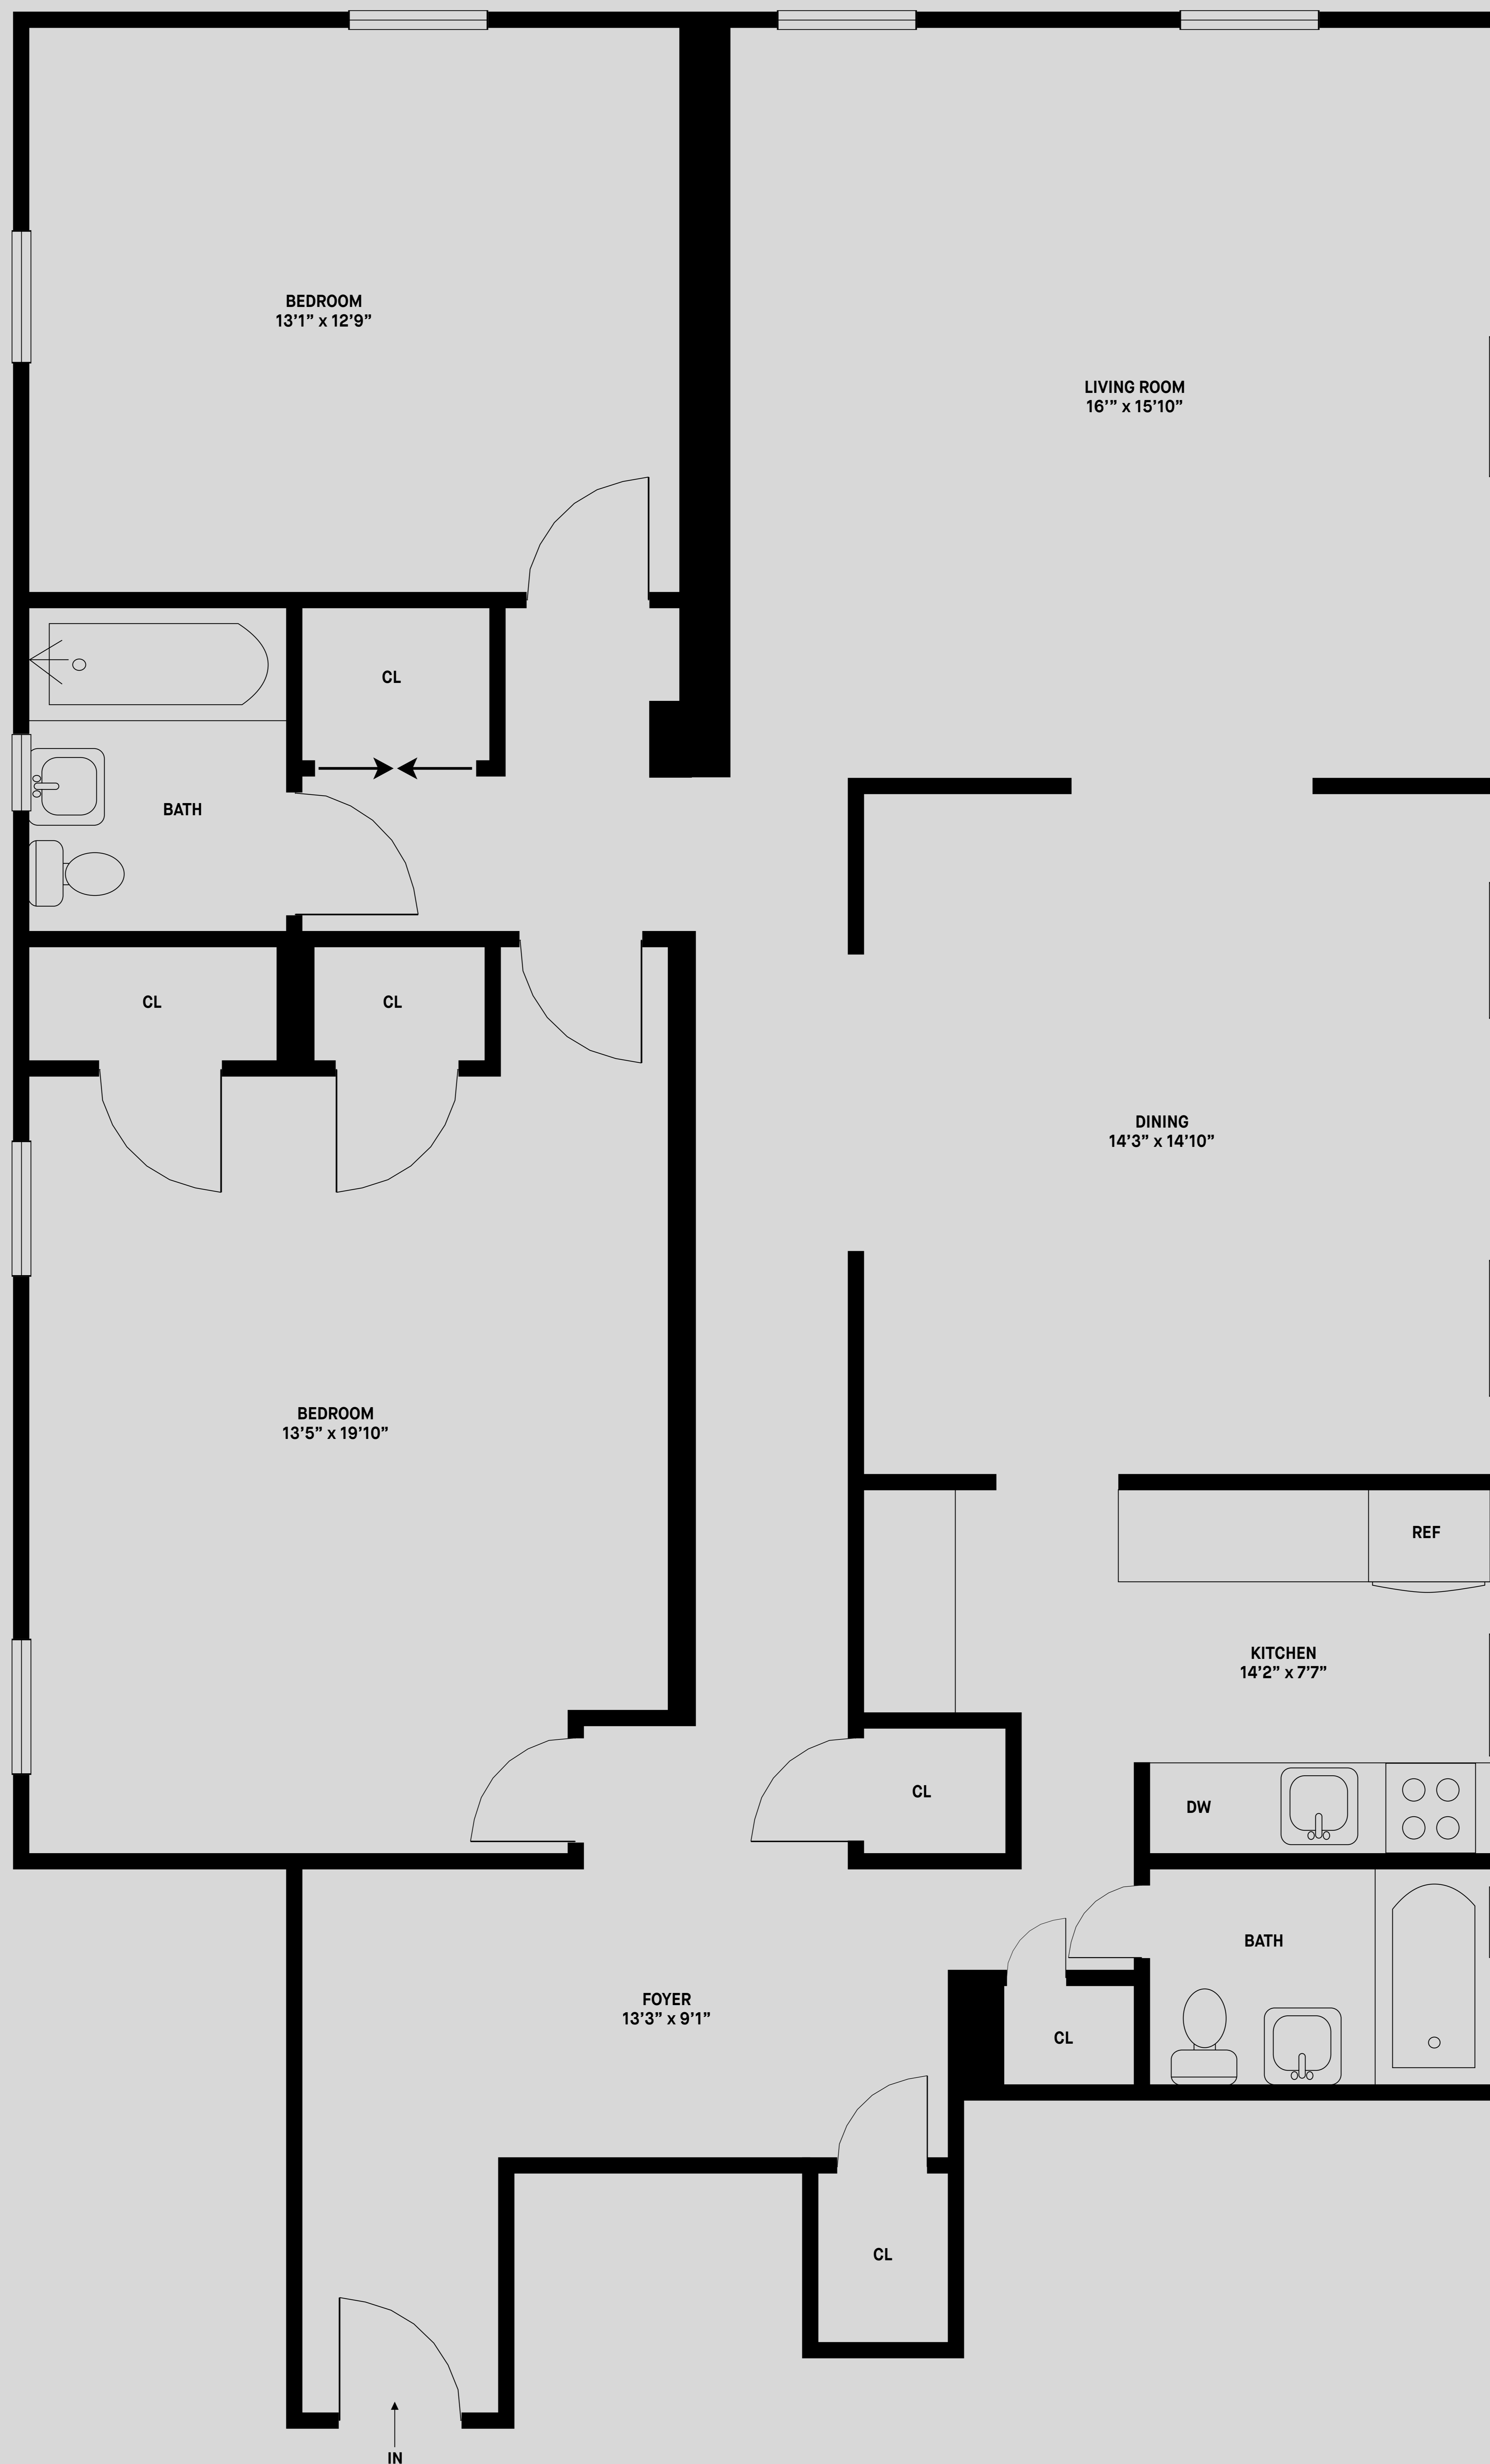 BEDROOM
13’1” x 12’9”
LIVING ROOM
16’” x 15’10”
CL
BATH
CL
CL
DINING
14’3” x 14’10”
BEDROOM
13’5” x 19’10”
REF
KITCHEN
14’2” x 7’7”
CL
DW
BATH
FOYER
13’3” x 9’1”
CL
CL
IN